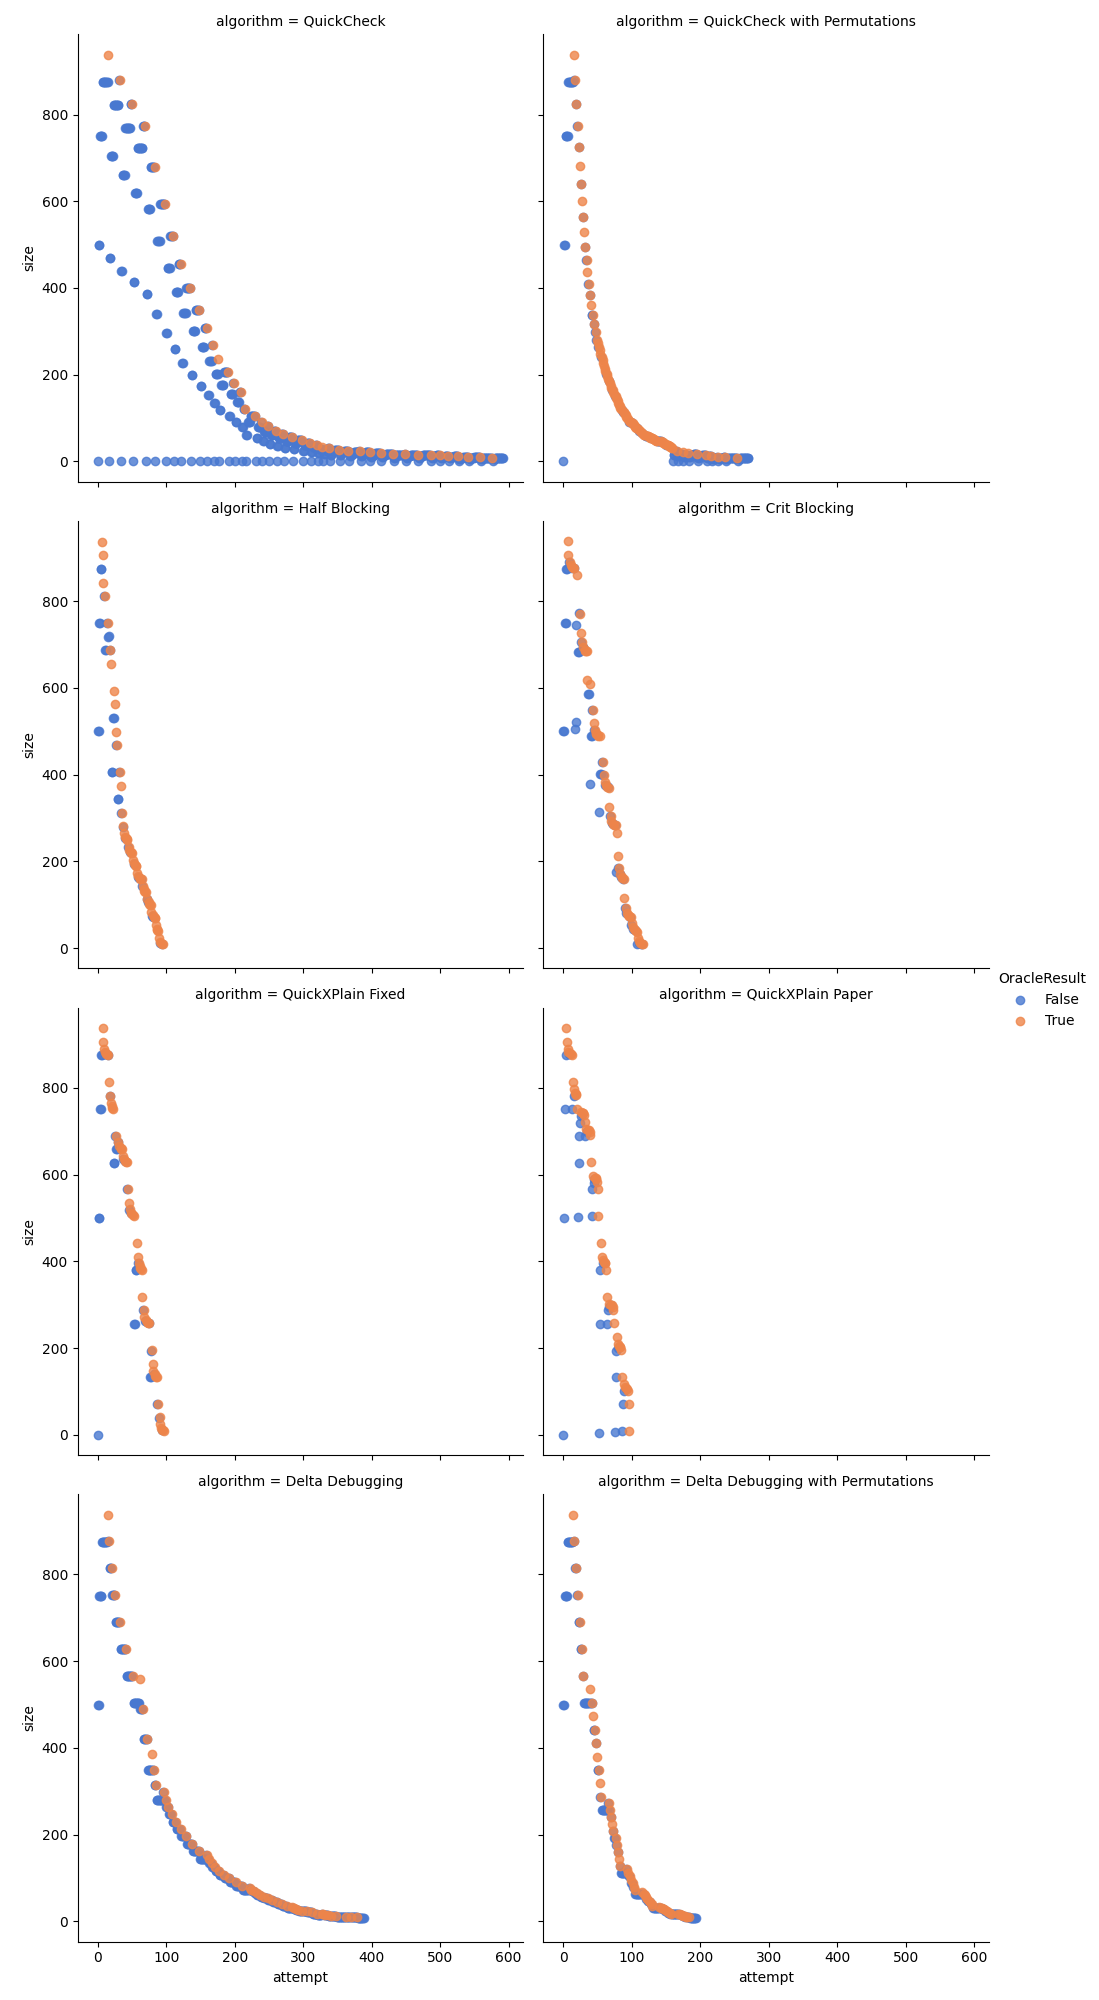 algorithm = QuickCheck
algorithm = QuickCheck with Permutations
800
600
size
400
200
0
algorithm = Half Blocking
algorithm = Crit Blocking
800
600
size
400
200
0
OracleResult
False
True
algorithm = QuickXPlain Fixed
algorithm = QuickXPlain Paper
800
600
size
400
200
0
algorithm = Delta Debugging
algorithm = Delta Debugging with Permutations
800
600
size
400
200
0
0 100 200 300 400 500 600
0 100 200 300 400 500 600
attempt
attempt